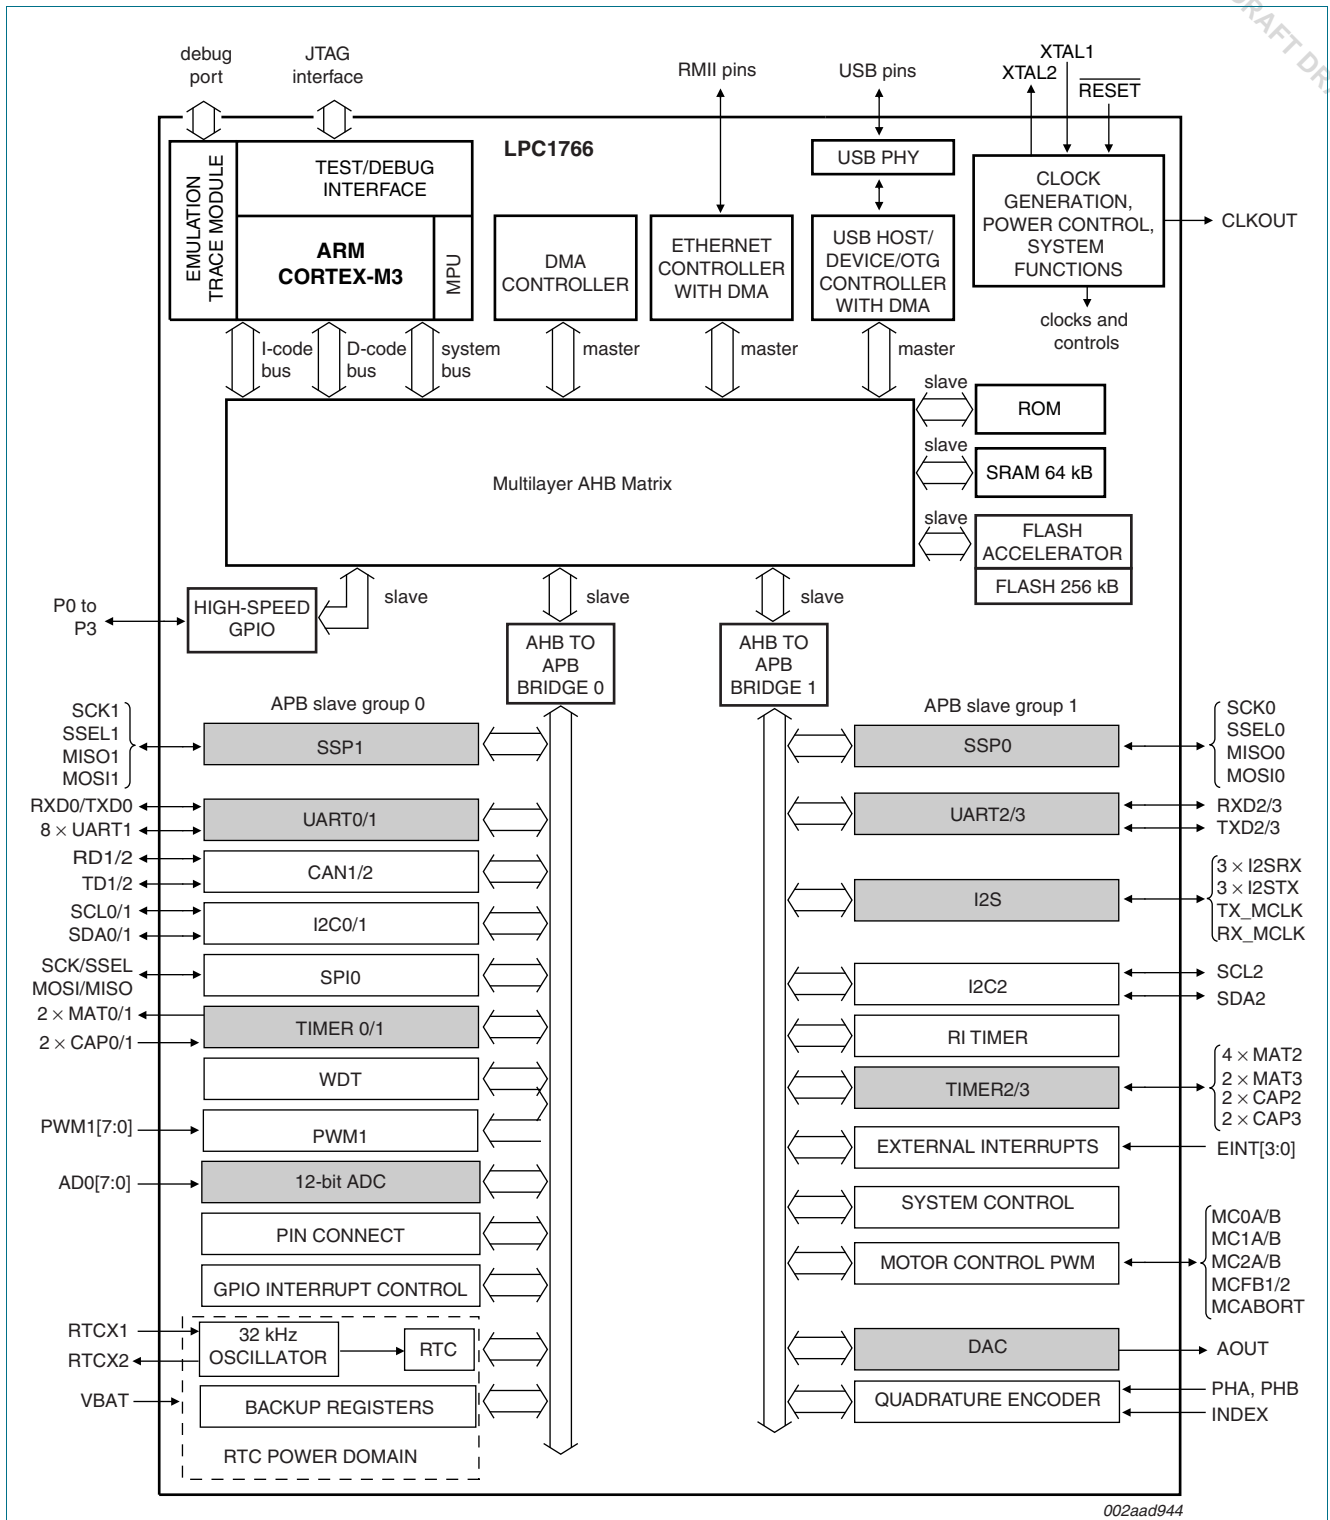 DRAFT DR
debug
port
JTAG
interface
RMII pins
USB pins
XTAL1
XTAL2
RESET
LPC1766
EMULATION
TRACE MODULE
TEST/DEBUG
INTERFACE
ARM
CORTEX-M3
MPU
DMA
CONTROLLER
ETHERNET
CONTROLLER
WITH DMA
USB PHY
USB HOST/
DEVICE/OTG
CONTROLLER
WITH DMA
CLOCK
GENERATION,
POWER CONTROL,
SYSTEM
FUNCTIONS
CLKOUT
clocks and
controls
I-code
bus
D-code
bus
system
bus
master
master
master
slave
ROM
slave
SRAM 64 kB
slave
FLASH
ACCELERATOR
FLASH 256 kB
Multilayer AHB Matrix
P0 to
P3
HIGH-SPEED
GPIO
slave
slave
slave
AHB TO
APB
BRIDGE 0
AHB TO
APB
BRIDGE 1
APB slave group 0
SCK1
SSEL1
MISO1
MOSI1
SSP1
RXD0/TXD0
8 × UART1
UART0/1
RD1/2
TD1/2
CAN1/2
SCL0/1
SDA0/1
I2C0/1
SCK/SSEL
MOSI/MISO
SPI0
2 × MAT0/1
2 × CAP0/1
TIMER 0/1
WDT
PWM1[7:0]
PWM1
AD0[7:0]
12-bit ADC
PIN CONNECT
GPIO INTERRUPT CONTROL
RTCX1
RTCX2
32 kHz
OSCILLATOR
RTC
VBAT
BACKUP REGISTERS
RTC POWER DOMAIN
APB slave group 1
SSP0
SCK0
SSEL0
MISO0
MOSI0
UART2/3
RXD2/3
TXD2/3
I2S
3 × I2SRX
3 × I2STX
TX_MCLK
RX_MCLK
I2C2
SCL2
SDA2
RI TIMER
TIMER2/3
4 × MAT2
2 × MAT3
2 × CAP2
2 × CAP3
EXTERNAL INTERRUPTS
EINT[3:0]
SYSTEM CONTROL
MOTOR CONTROL PWM
MC0A/B
MC1A/B
MC2A/B
MCFB1/2
MCABORT
DAC
AOUT
QUADRATURE ENCODER
PHA, PHB
INDEX
002aad944